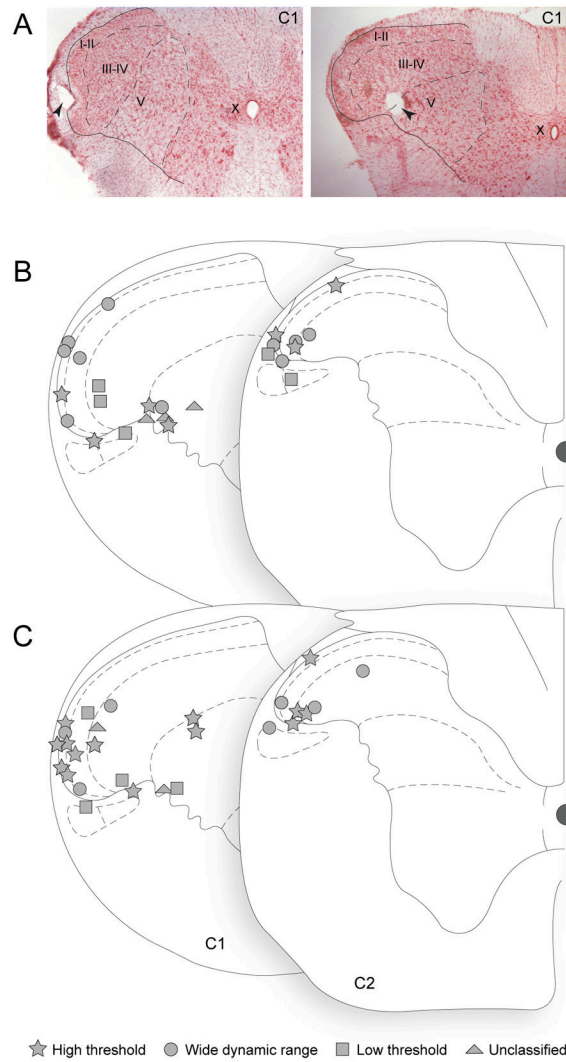 A
C1
I-II
III-IV
V
X
C1
I-II
III-IV
V
X
B
C
C1
C2
High threshold
Wide dynamic range
Low threshold
Unclassified